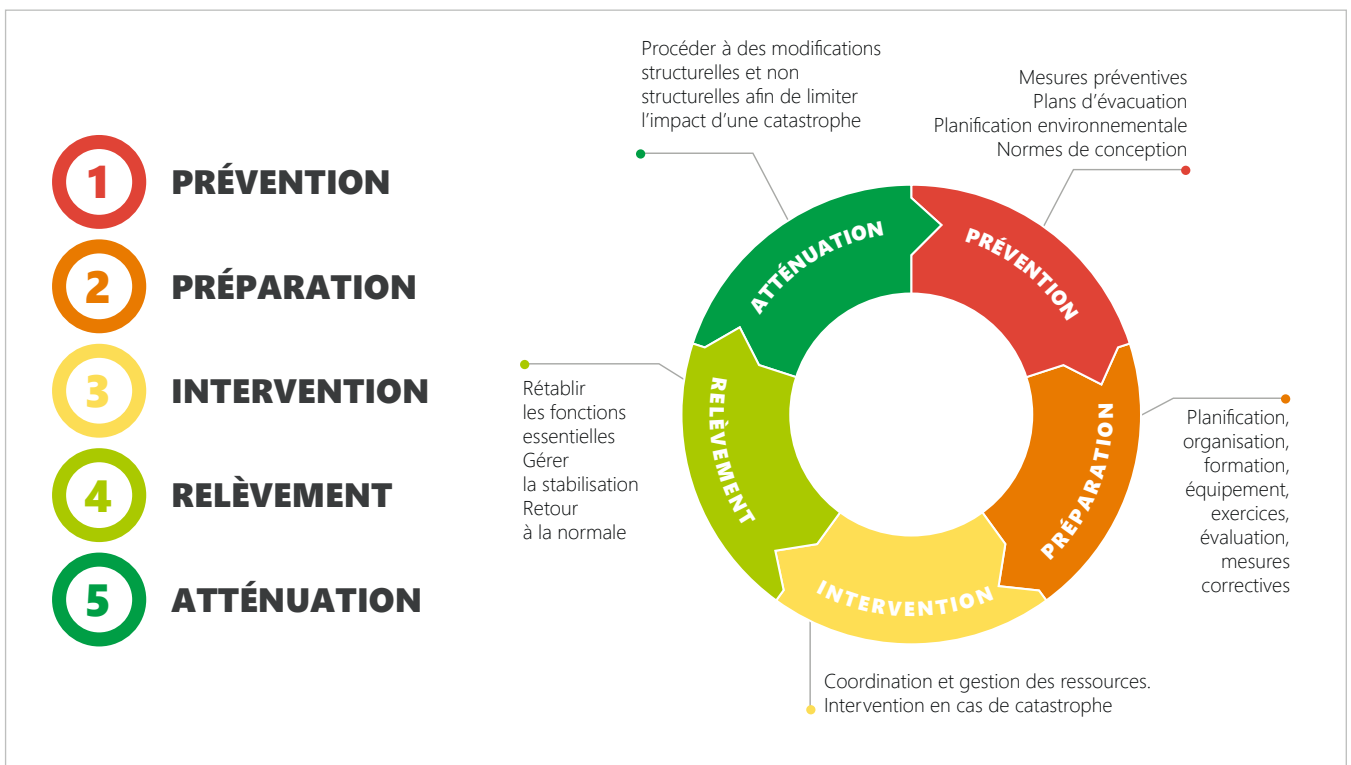 1 PRÉVENTION
2 PRÉPARATION
3 INTERVENTION
4 RELÈVEMENT
5 ATTÉNUATION
Procéder à des modifications
structurelles et non
structurelles afin de limiter
l’impact d’une catastrophe
Mesures préventives
Plans d’évacuation
Planification environnementale
Normes de conception
ATTÉNUATION
PRÉVENTION
RELÈVEMENT
PRÉPARATION
INTERVENTION
Rétablir
les fonctions
essentielles
Gérer
la stabilisation
Retour
à la normale
Planification,
organisation,
formation,
équipement,
exercices,
évaluation,
mesures
correctives
Coordination et gestion des ressources.
Intervention en cas de catastrophe